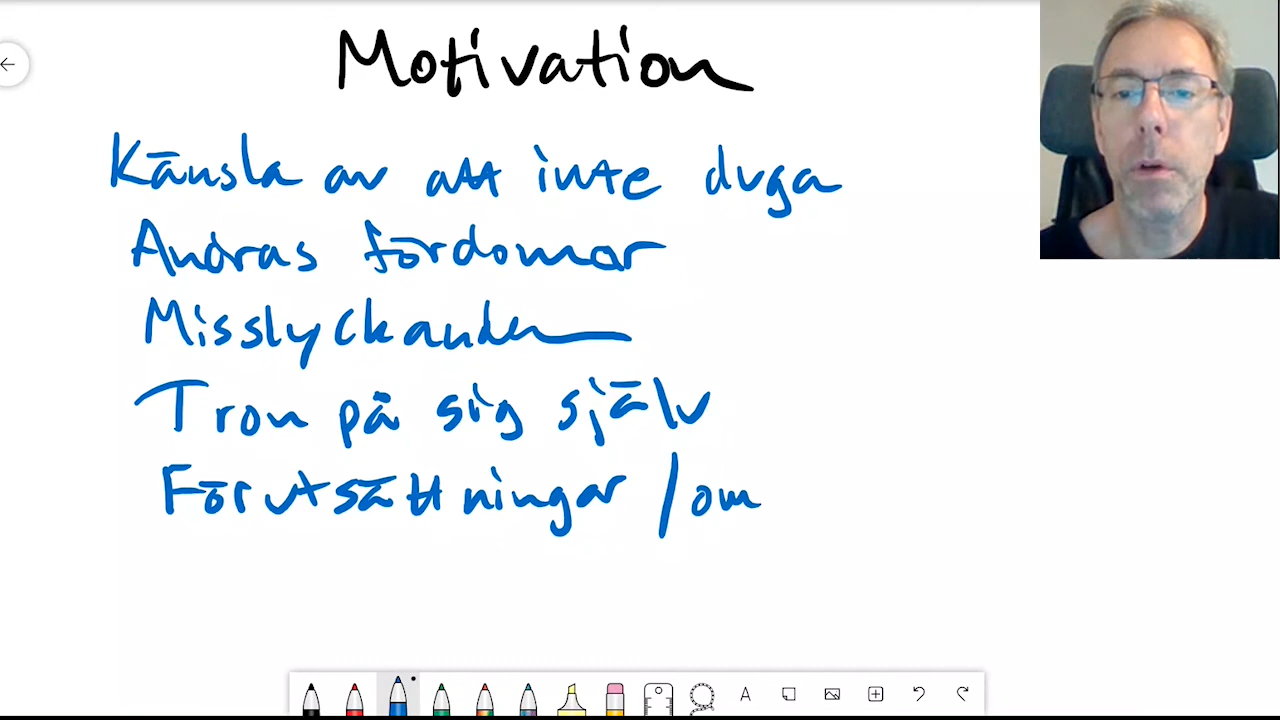 Motivation
Känsla av att inte duga
Andras fördomar
Misslyckanden
Tron på sig själv
Förutsättningar / om
A